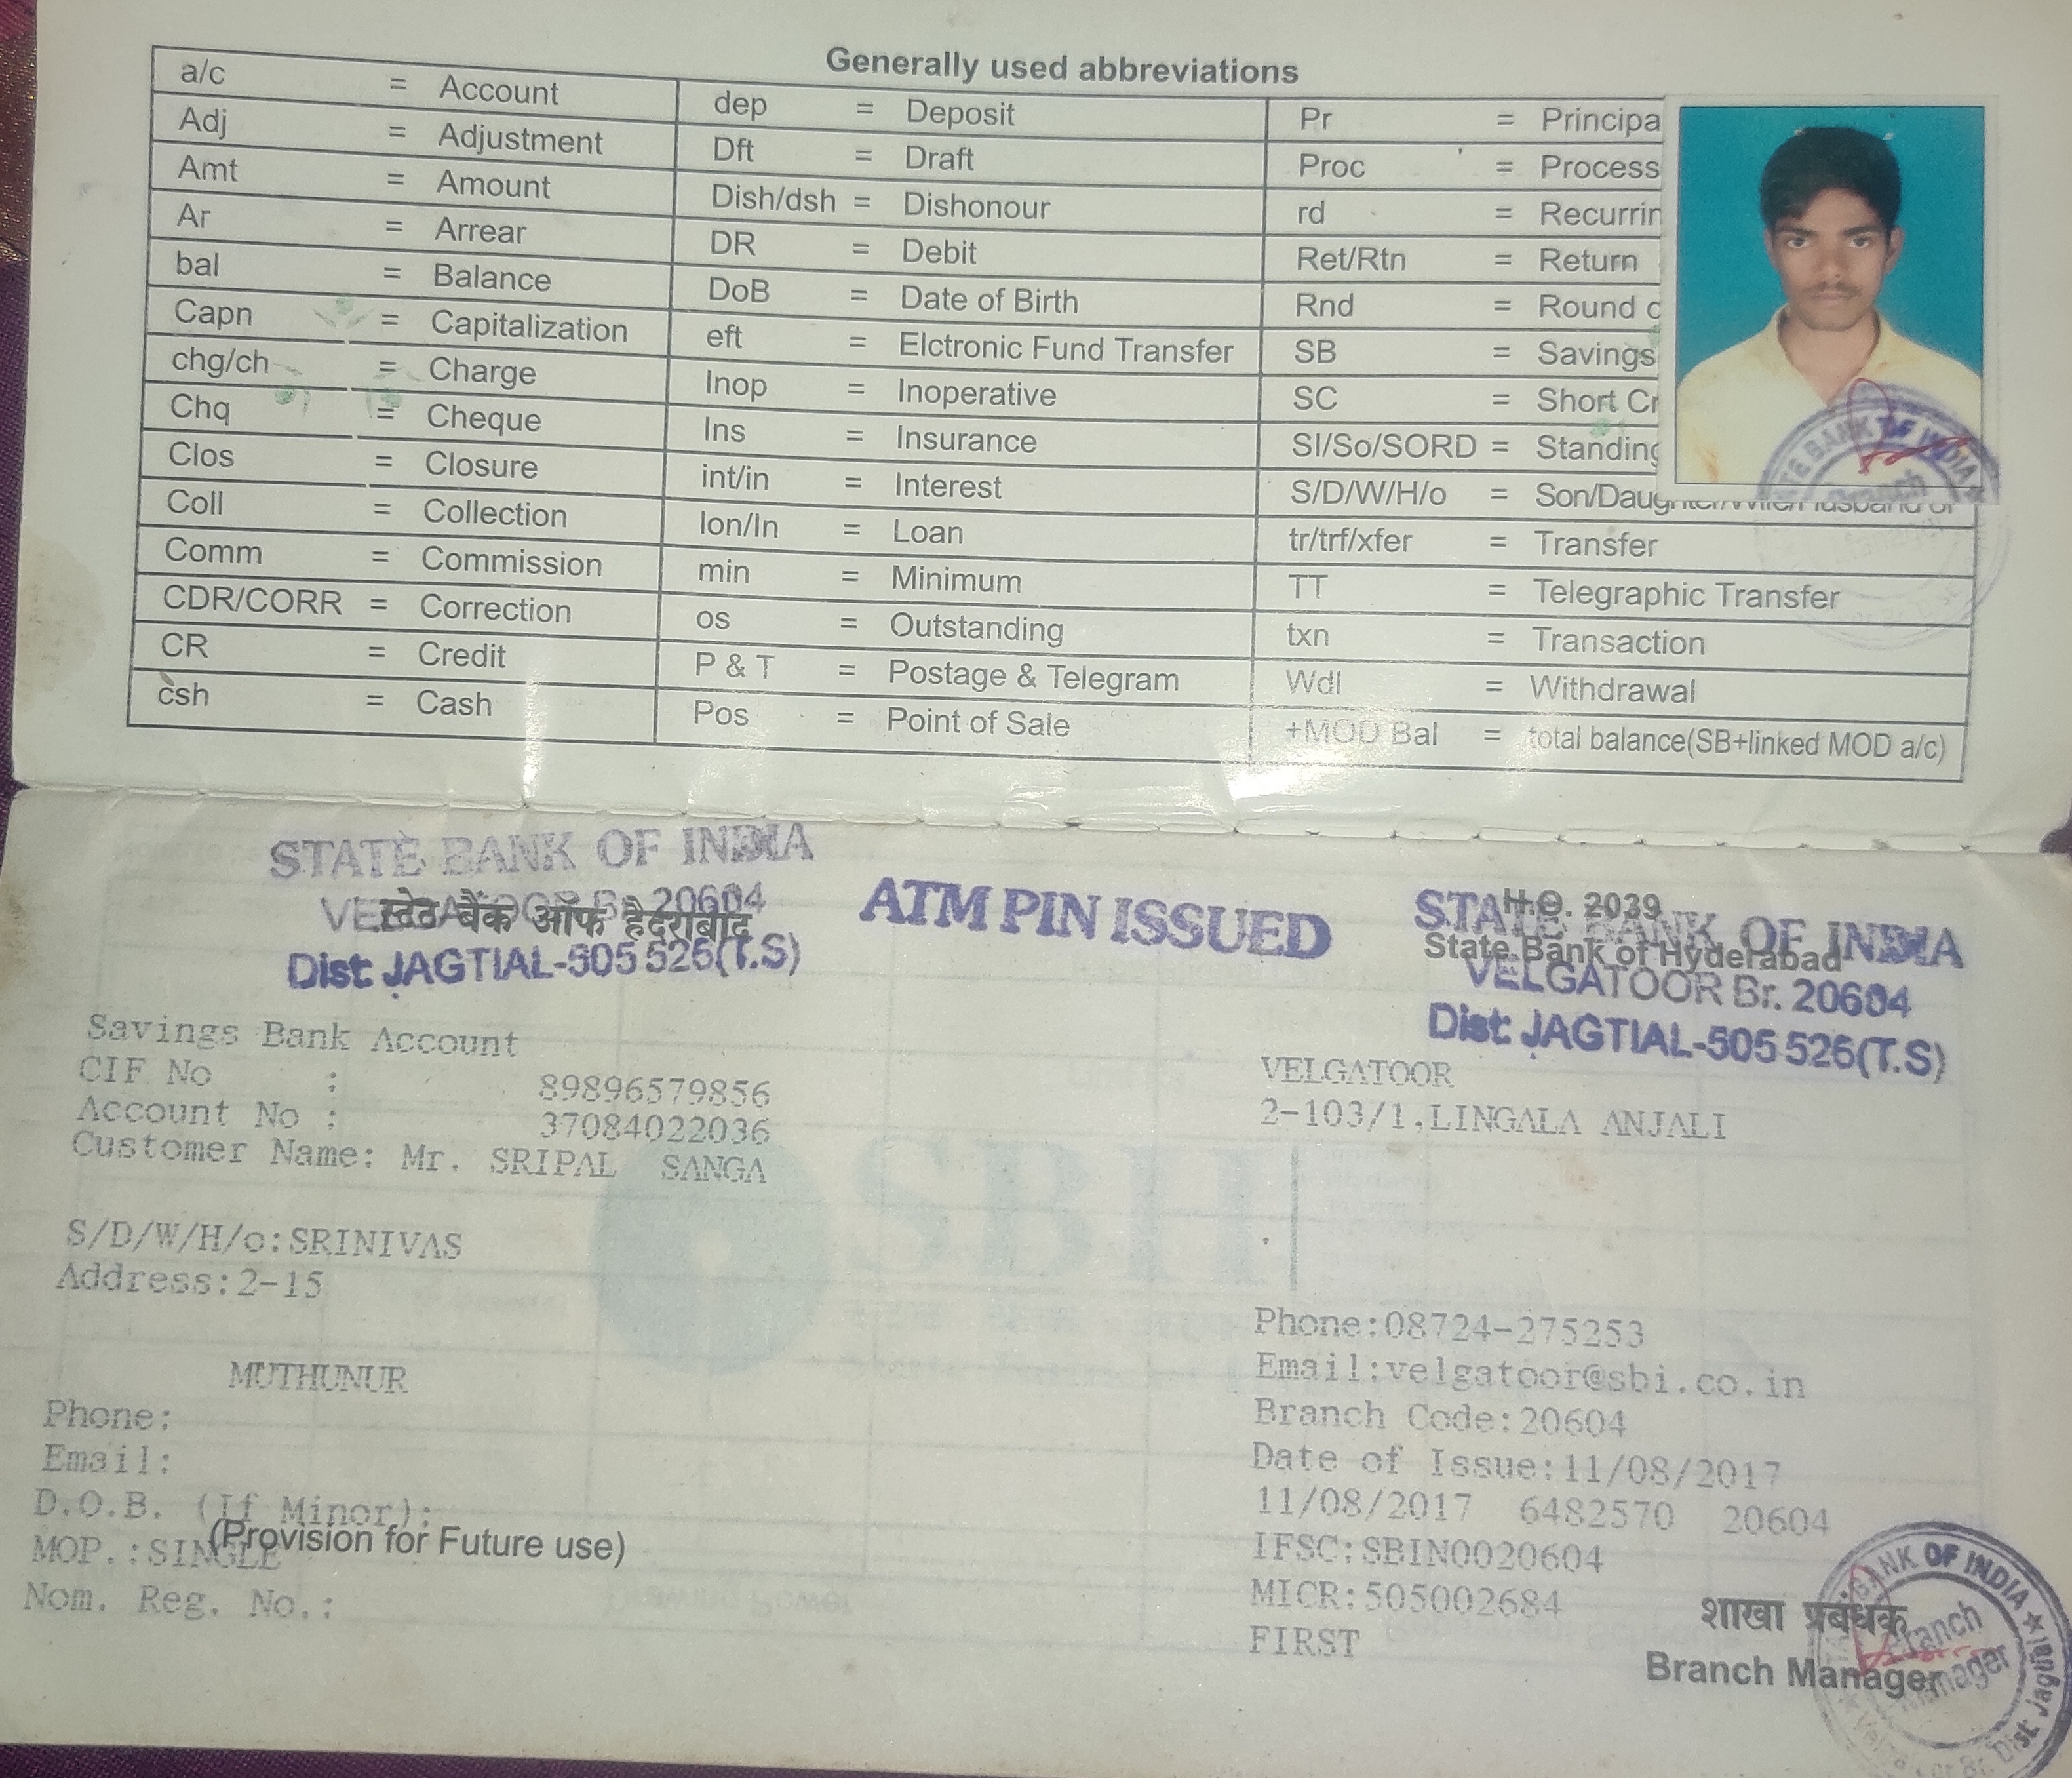 Generally used abbreviations
a/c = Account
Adj = Adjustment
Amt = Amount
Ar = Arrear
bal = Balance
Capn = Capitalization
chg/ch = Charge
Chq = Cheque
Clos = Closure
Coll = Collection
Comm = Commission
CDR/CORR = Correction
CR = Credit
csh = Cash
dep = Deposit
Dft = Draft
Dish/dsh = Dishonour
DR = Debit
DoB = Date of Birth
eft = Elctronic Fund Transfer
Inop = Inoperative
Ins = Insurance
int/in = Interest
lon/ln = Loan
min = Minimum
os = Outstanding
P & T = Postage & Telegram
Pos = Point of Sale
Pr = Principa
Proc = Process
rd = Recurrin
Ret/Rtn = Return
Rnd = Round
SB = Savings
SC = Short Cr
SI/So/SORD = Standing
S/D/W/H/o = Son/Daughter/Wife/Husband of
tr/trf/xfer = Transfer
TT = Telegraphic Transfer
txn = Transaction
Wdl = Withdrawal
+MOD Bal = total balance(SB+linked MOD a/c)
STATE BANK OF INDIA
VELGATOOR Br. 20604
स्टेट बैंक ऑफ हैदराबाद
Dist: JAGTIAL-505 526(T.S)
ATM PIN ISSUED
H.O. 2039
STATE BANK OF INDIA
State Bank of Hyderabad
VELGATOOR Br. 20604
Dist: JAGTIAL-505 526(T.S)
Savings Bank Account
CIF No : 89896579856
Account No : 37084022036
Customer Name: Mr. SRIPAL SANGA
S/D/W/H/o:SRINIVAS
Address:2-15
MUTHUNUR
Phone:
Email:
D.O.B. (If Minor):
(Provision for Future use)
MOP.:SINGLE
Nom. Reg. No.:
VELGATOOR
2-103/1,LINGALA ANJALI
Phone:08724-275253
Email:velgatoor@sbi.co.in
Branch Code:20604
Date of Issue:11/08/2017
11/08/2017 6482570 20604
IFSC:SBIN0020604
MICR:505002684
FIRST
शाखा प्रबंधक
Branch Manager
BANK OF INDIA
Branch
Manager